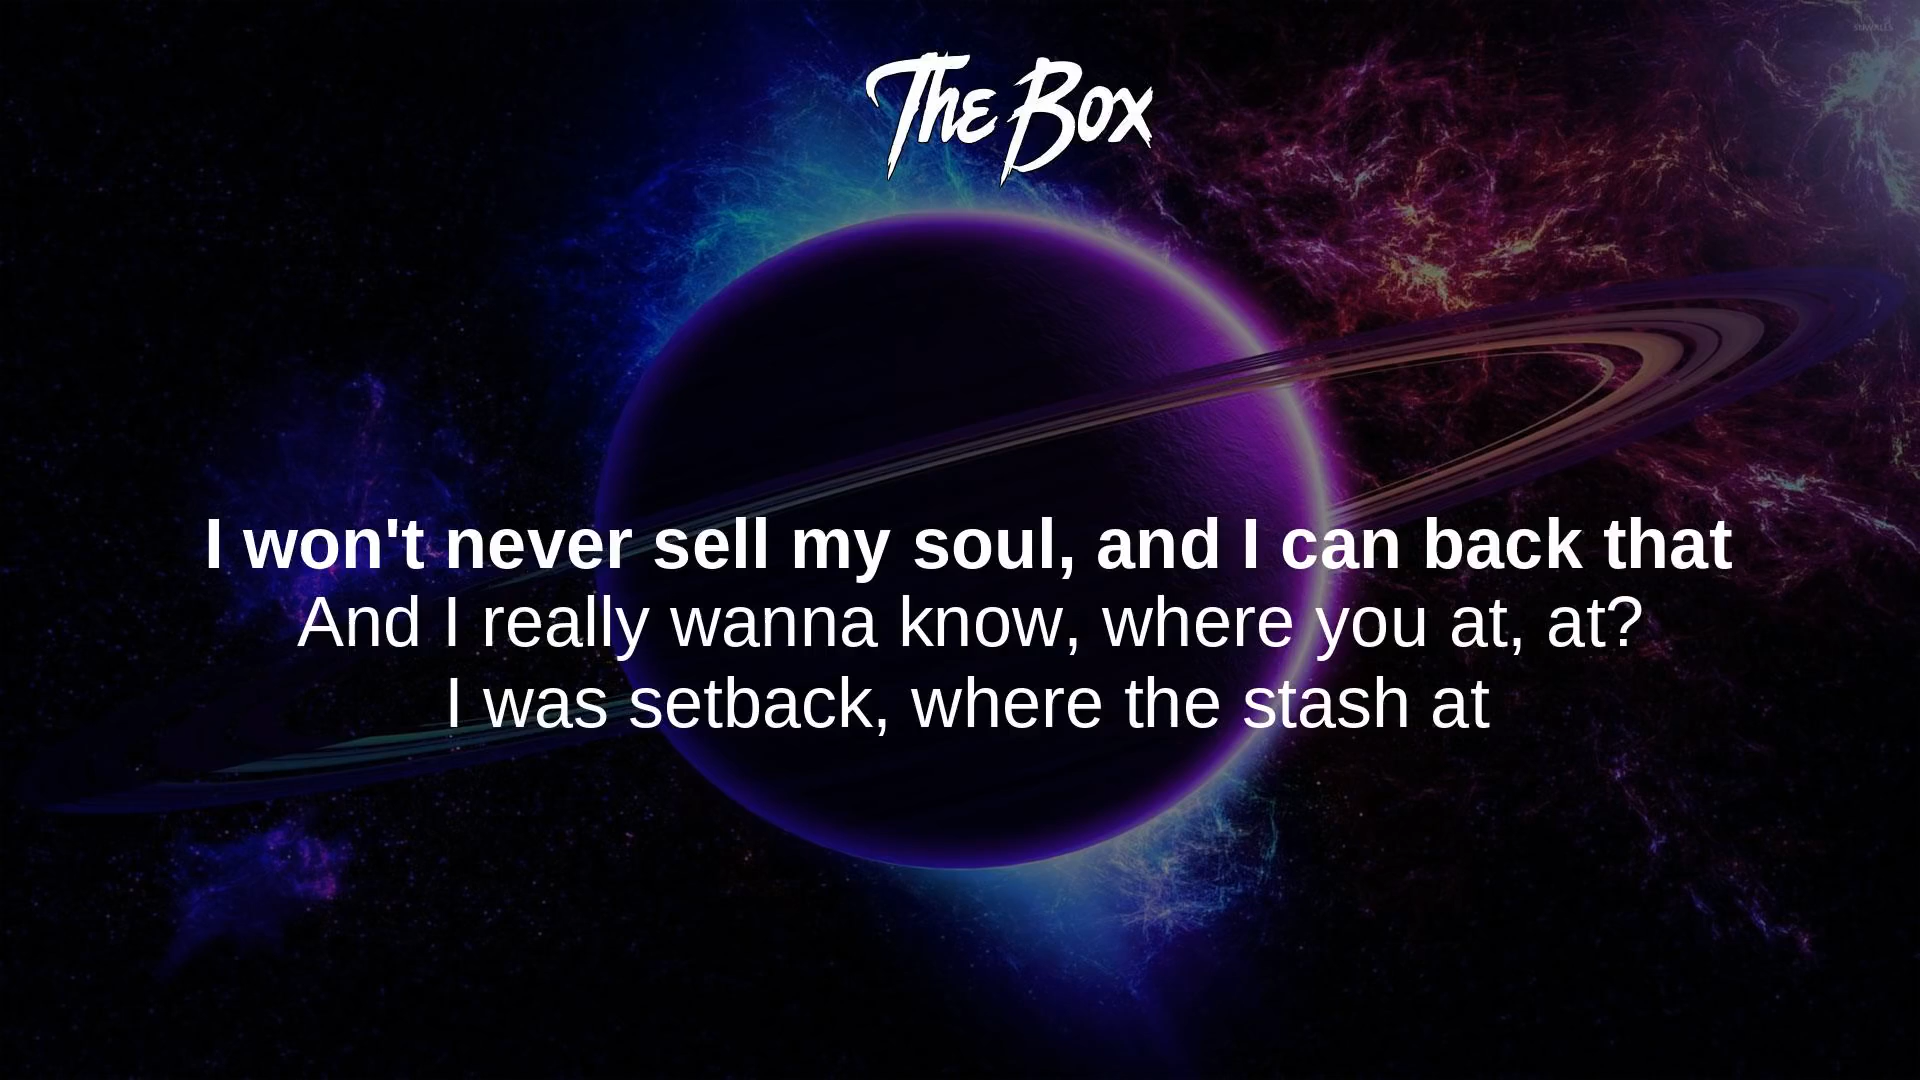 The Box
I won't never sell my soul, and I can back that
And I really wanna know, where you at, at?
I was setback, where the stash at